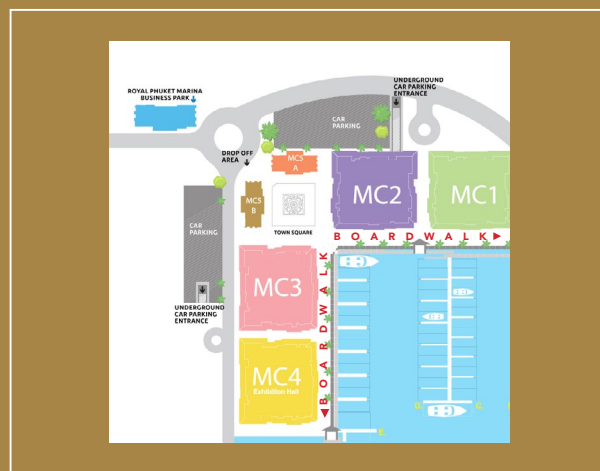 UNDERGROUND
CAR PARKING
ENTRANCE
ROYAL PHUKET MARINA
BUSINESS PARK
CAR
PARKING
DROP OFF
AREA
MC5
A
MC2
MC1
MC5
B
CAR
PARKING
TOWN SQUARE
BOARDWALK
MC3
BOARDWALK
UNDERGROUND
CAR PARKING
ENTRANCE
MC4
Exhibition Hall
D.
C.
E.